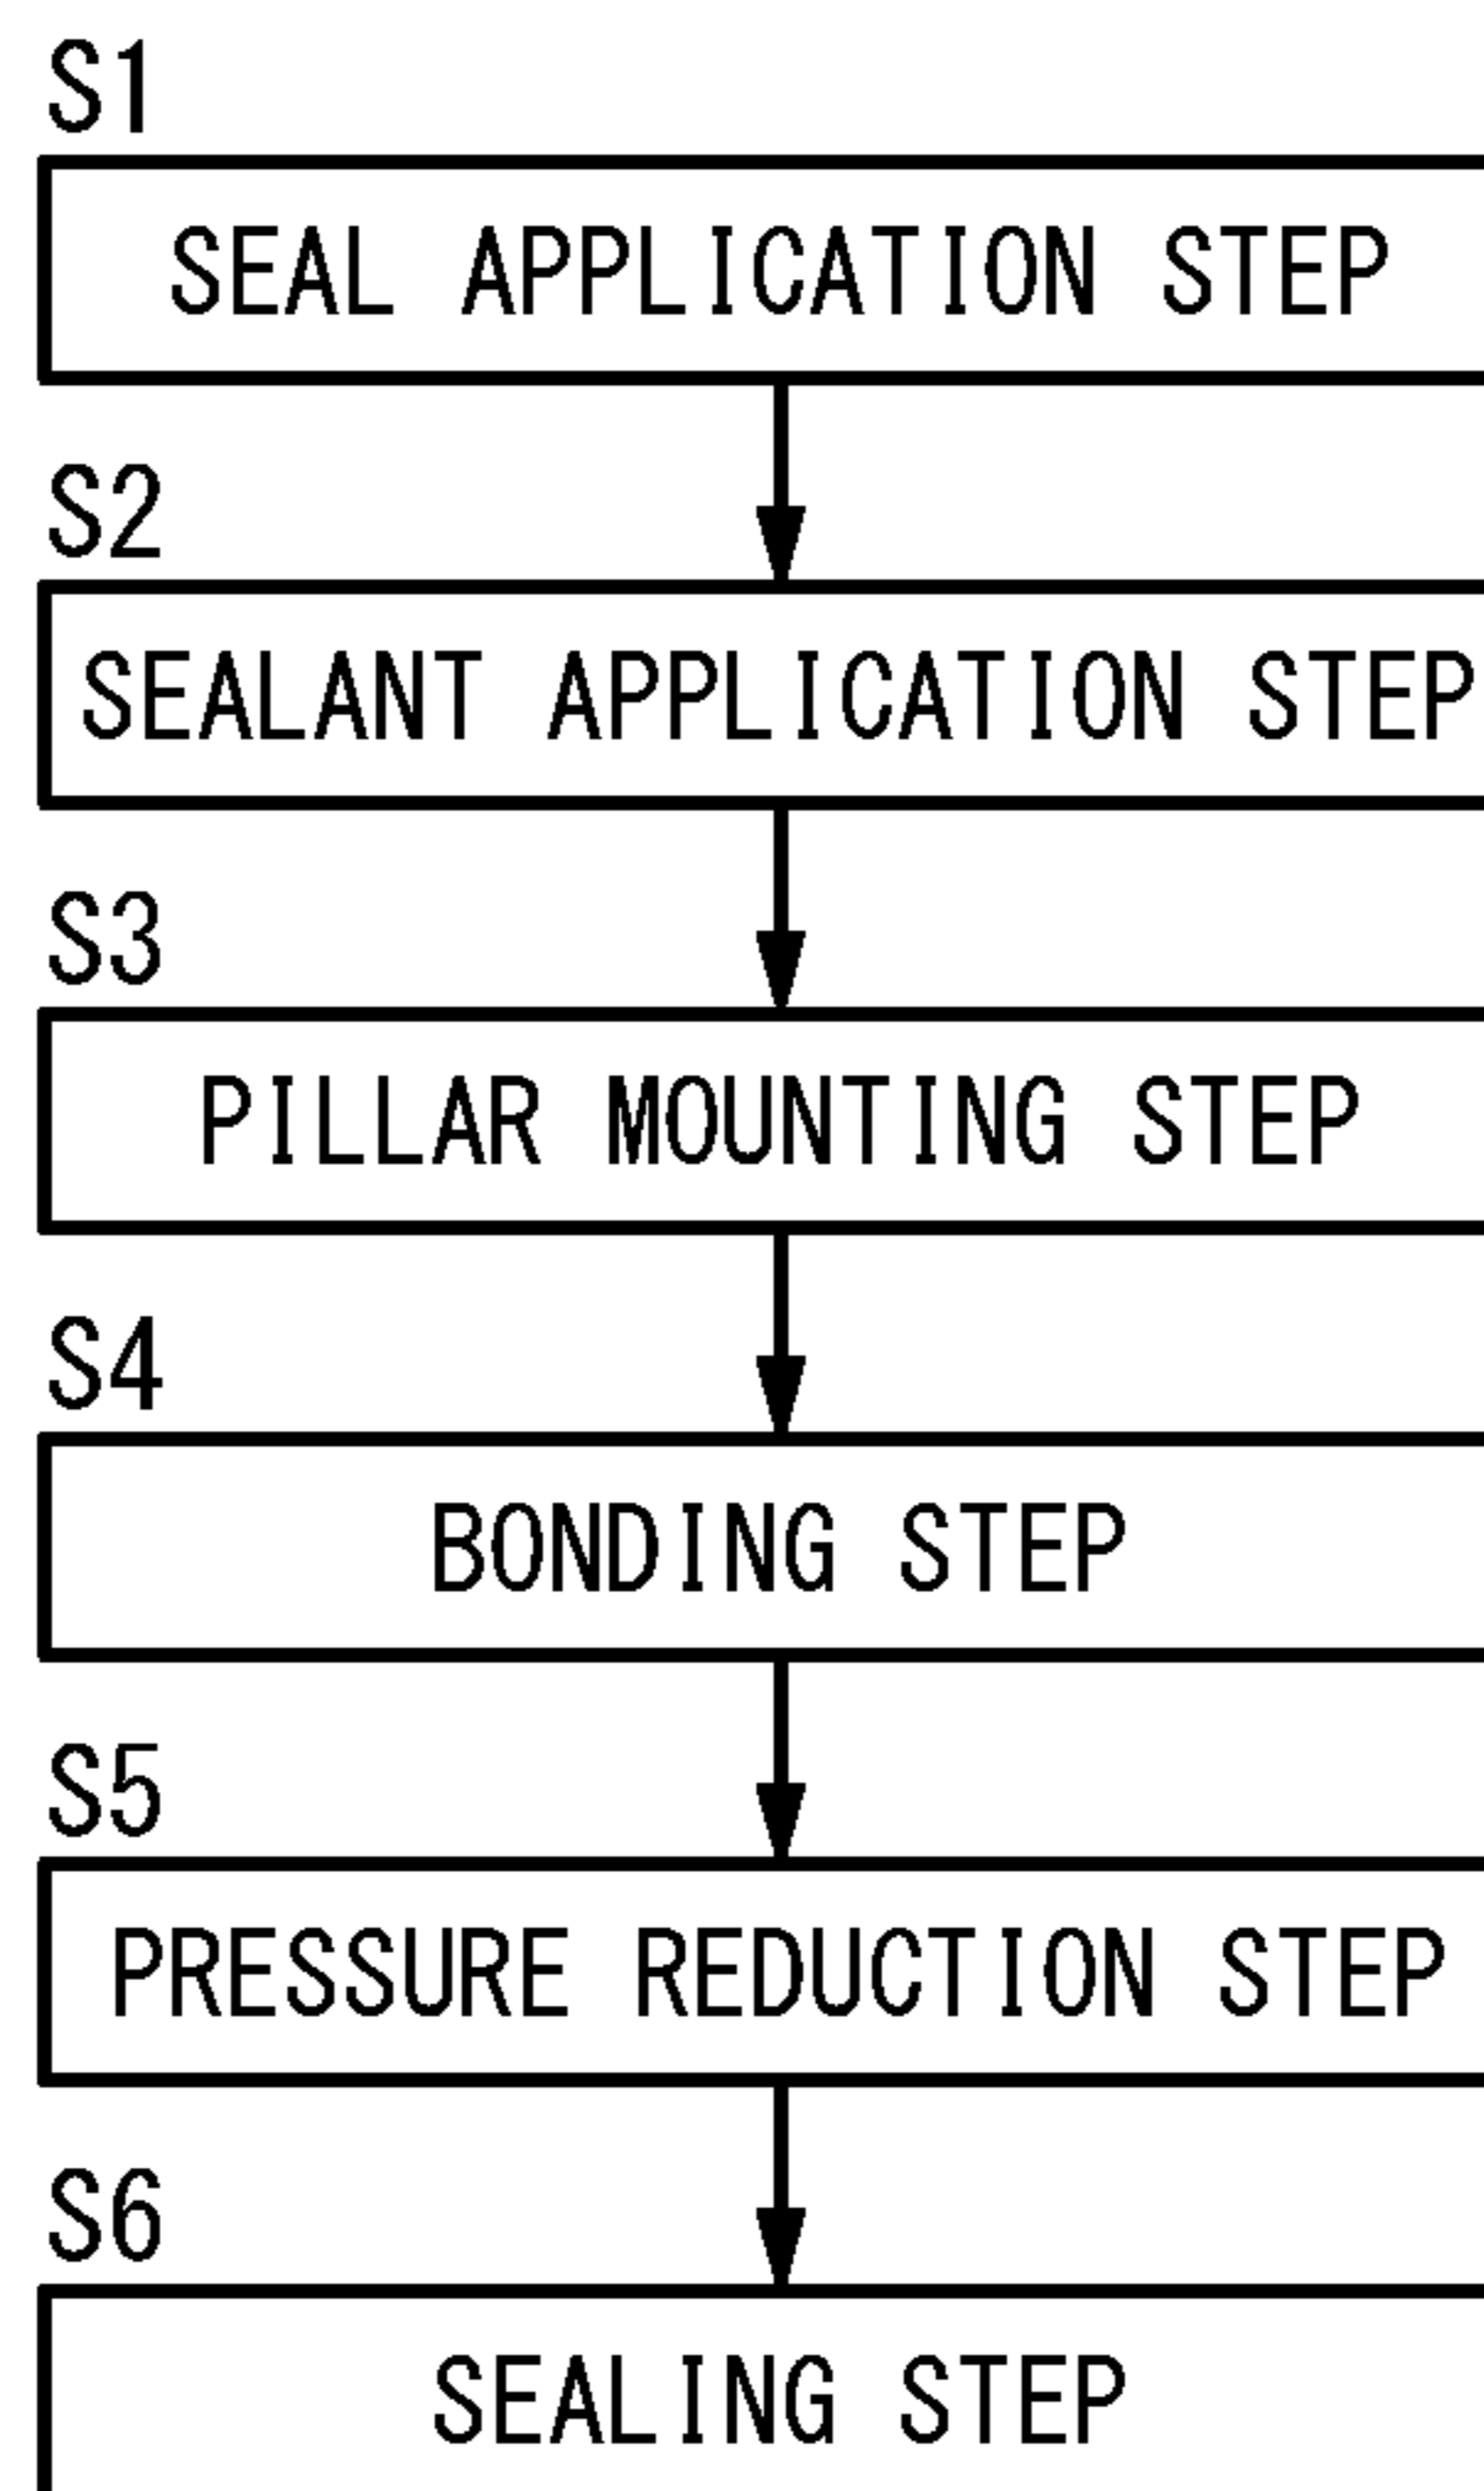 S1
SEAL APPLICATION STEP
S2
SEALANT APPLICATION STEP
S3
PILLAR MOUNTING STEP
S4
BONDING STEP
S5
PRESSURE REDUCTION STEP
S6
SEALING STEP